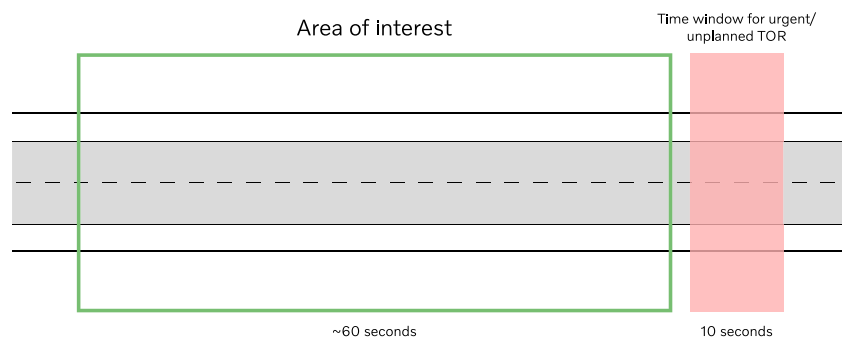 Area of interest
Time window for urgent/
unplanned TOR
~60 seconds
10 seconds